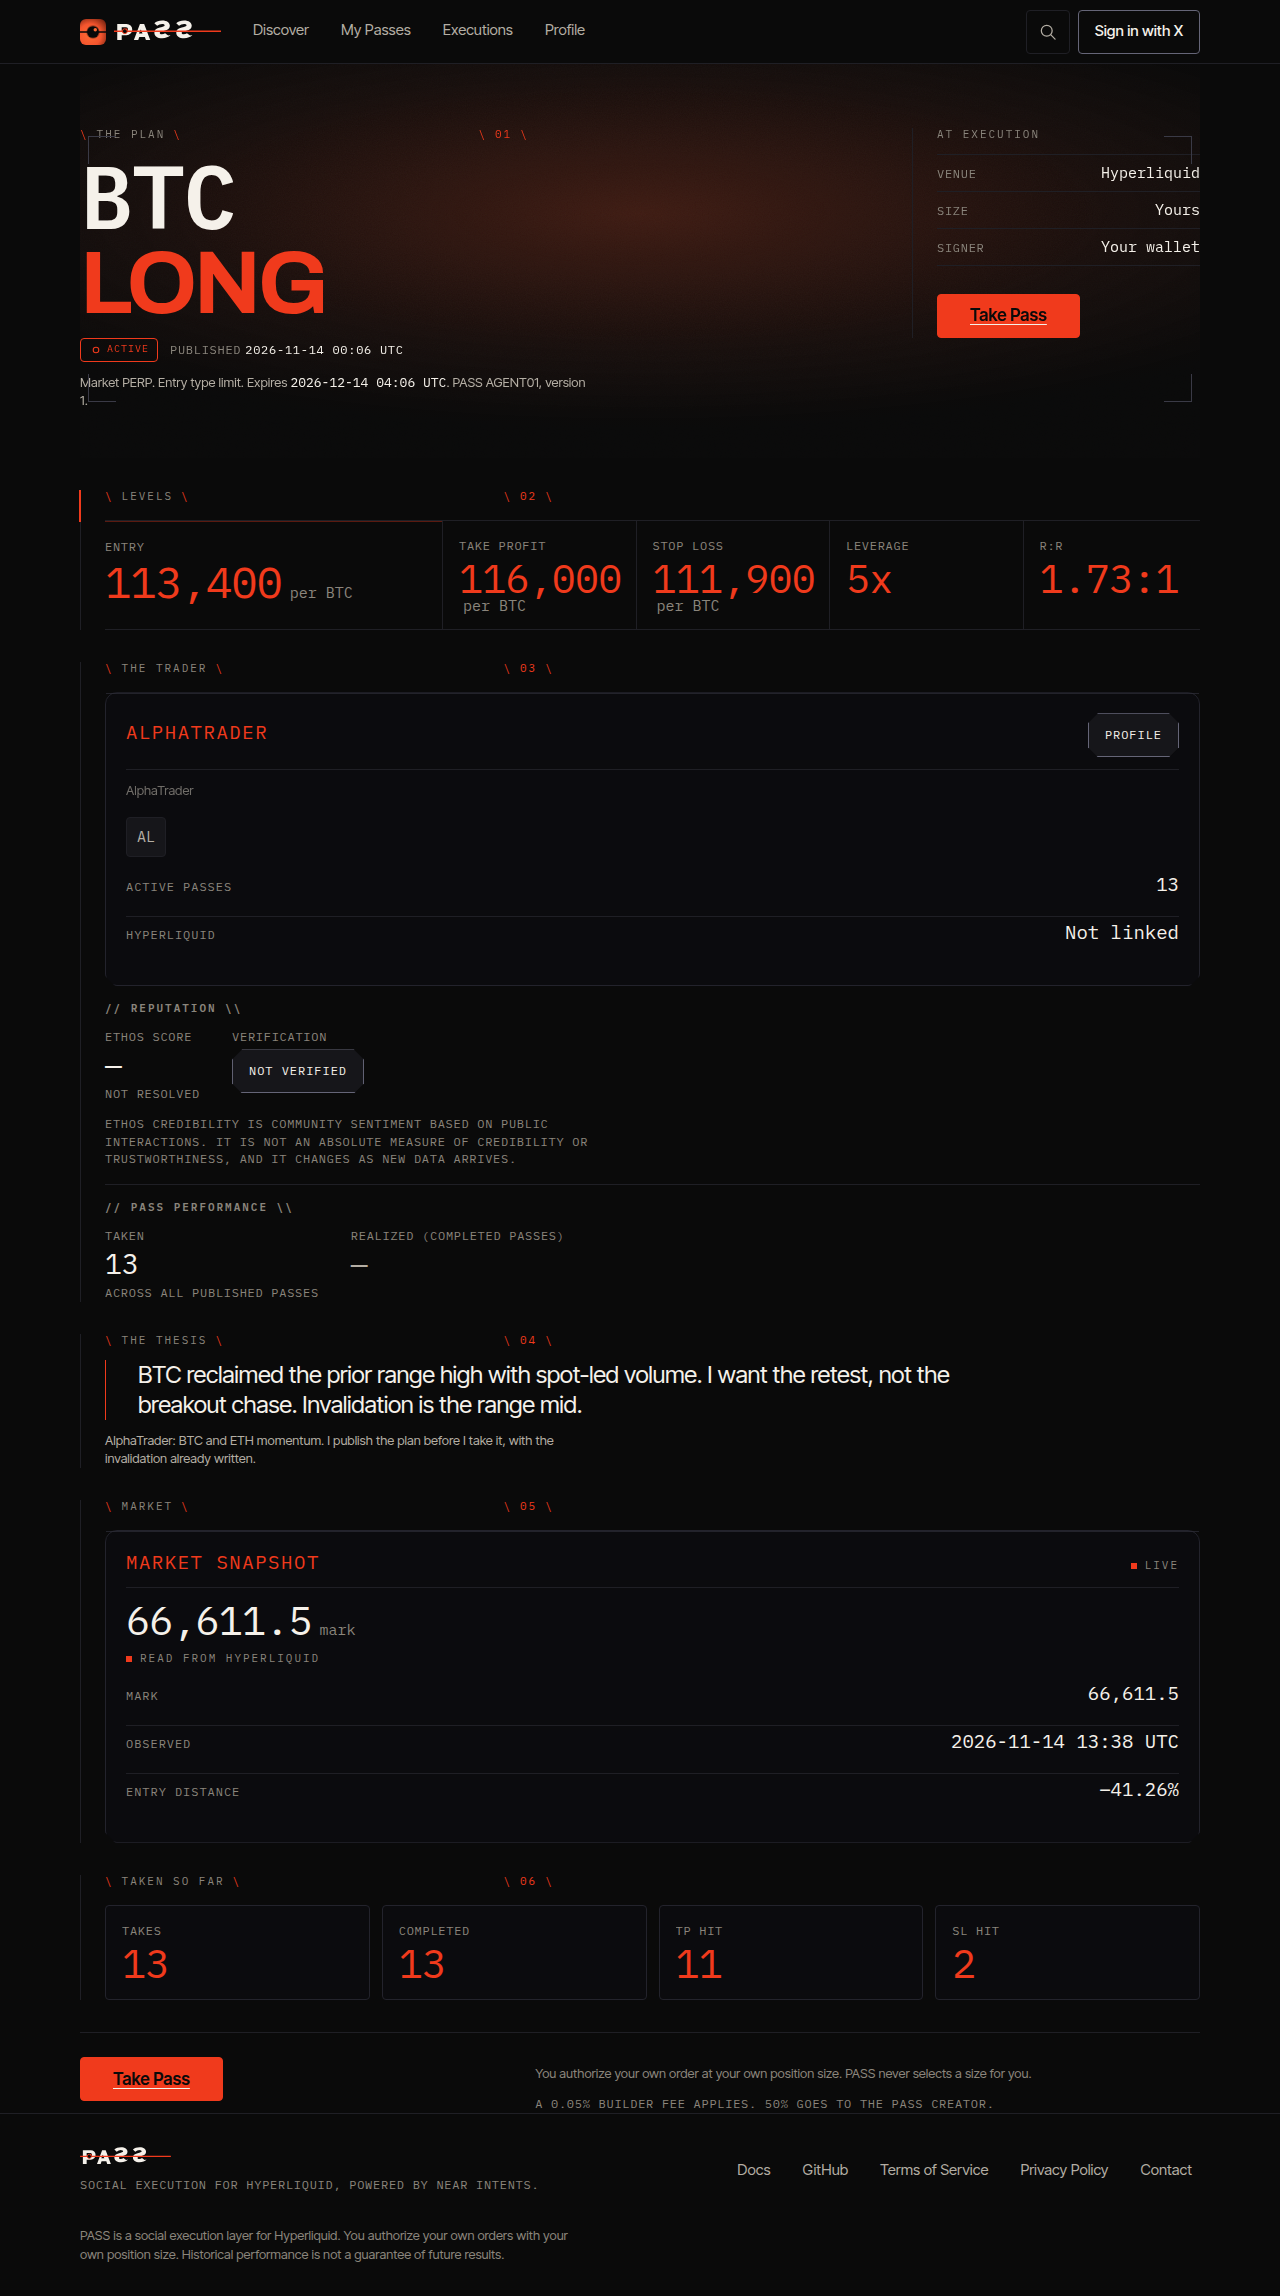 PASS
Discover
My Passes
Executions
Profile
Sign in with X
\ THE PLAN \
\ 01 \
BTC
LONG
ACTIVE
PUBLISHED 2026-11-14 00:06 UTC
Market PERP. Entry type limit. Expires 2026-12-14 04:06 UTC. PASS AGENT01, version
1.
AT EXECUTION
VENUE
Hyperliquid
SIZE
Yours
SIGNER
Your wallet
Take Pass
\ LEVELS \
\ 02 \
ENTRY
113,400 per BTC
TAKE PROFIT
116,000
per BTC
STOP LOSS
111,900
per BTC
LEVERAGE
5x
R:R
1.73:1
\ THE TRADER \
\ 03 \
ALPHATRADER
PROFILE
AlphaTrader
AL
ACTIVE PASSES
13
HYPERLIQUID
Not linked
// REPUTATION \\
ETHOS SCORE
—
NOT RESOLVED
VERIFICATION
NOT VERIFIED
ETHOS CREDIBILITY IS COMMUNITY SENTIMENT BASED ON PUBLIC
INTERACTIONS. IT IS NOT AN ABSOLUTE MEASURE OF CREDIBILITY OR
TRUSTWORTHINESS, AND IT CHANGES AS NEW DATA ARRIVES.
// PASS PERFORMANCE \\
TAKEN
13
ACROSS ALL PUBLISHED PASSES
REALIZED (COMPLETED PASSES)
—
\ THE THESIS \
\ 04 \
BTC reclaimed the prior range high with spot-led volume. I want the retest, not the
breakout chase. Invalidation is the range mid.
AlphaTrader: BTC and ETH momentum. I publish the plan before I take it, with the
invalidation already written.
\ MARKET \
\ 05 \
MARKET SNAPSHOT
LIVE
66,611.5 mark
READ FROM HYPERLIQUID
MARK
66,611.5
OBSERVED
2026-11-14 13:38 UTC
ENTRY DISTANCE
−41.26%
\ TAKEN SO FAR \
\ 06 \
TAKES
13
COMPLETED
13
TP HIT
11
SL HIT
2
Take Pass
You authorize your own order at your own position size. PASS never selects a size for you.
A 0.05% BUILDER FEE APPLIES. 50% GOES TO THE PASS CREATOR.
PASS
SOCIAL EXECUTION FOR HYPERLIQUID, POWERED BY NEAR INTENTS.
Docs
GitHub
Terms of Service
Privacy Policy
Contact
PASS is a social execution layer for Hyperliquid. You authorize your own orders with your
own position size. Historical performance is not a guarantee of future results.